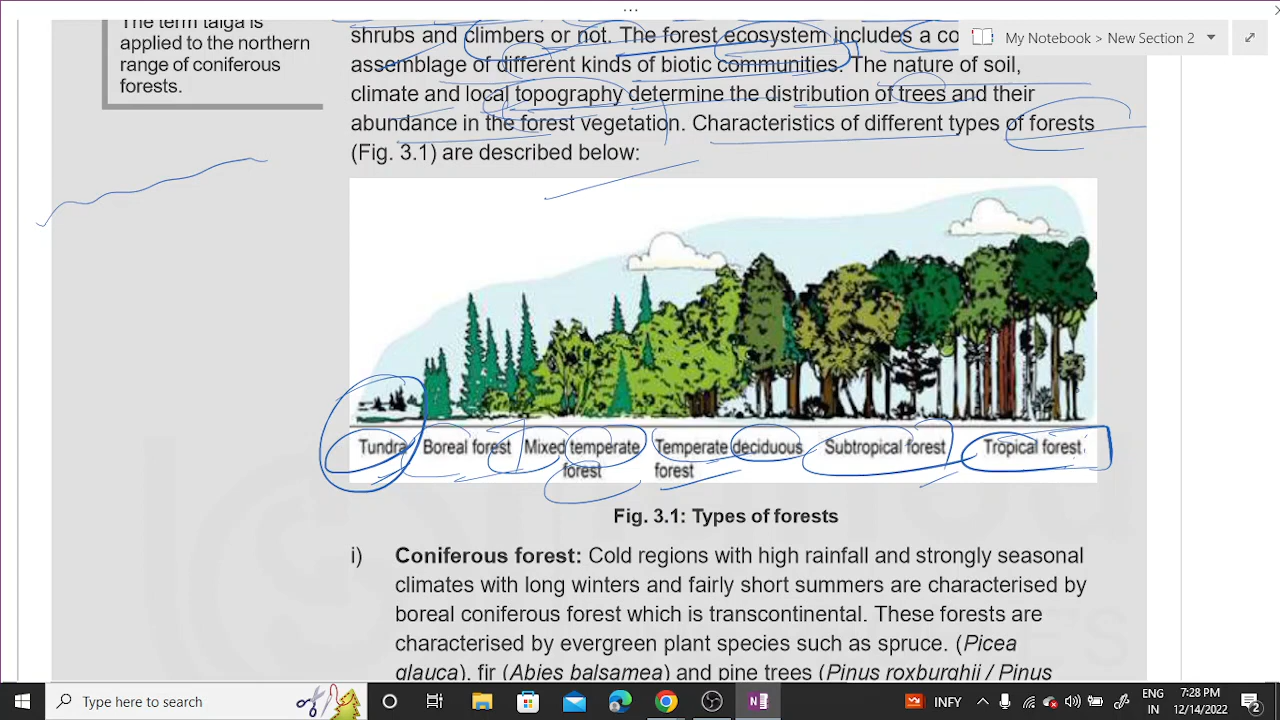 The term taiga is
applied to the northern
range of coniferous
forests.
shrubs and climbers or not. The forest ecosystem includes a co
My Notebook > New Section 2
assemblage of different kinds of biotic communities. The nature of soil,
climate and local topography determine the distribution of trees and their
abundance in the forest vegetation. Characteristics of different types of forests
(Fig. 3.1) are described below:
Tundra Boreal forest Mixed temperate forest Temperate deciduous forest Subtropical forest Tropical forest
Fig. 3.1: Types of forests
i) Coniferous forest: Cold regions with high rainfall and strongly seasonal
climates with long winters and fairly short summers are characterised by
boreal coniferous forest which is transcontinental. These forests are
characterised by evergreen plant species such as spruce. (Picea
glauca), fir (Abies balsamea) and pine trees (Pinus roxburghii / Pinus
Type here to search
INFY
ENG
IN
7:28 PM
12/14/2022
2